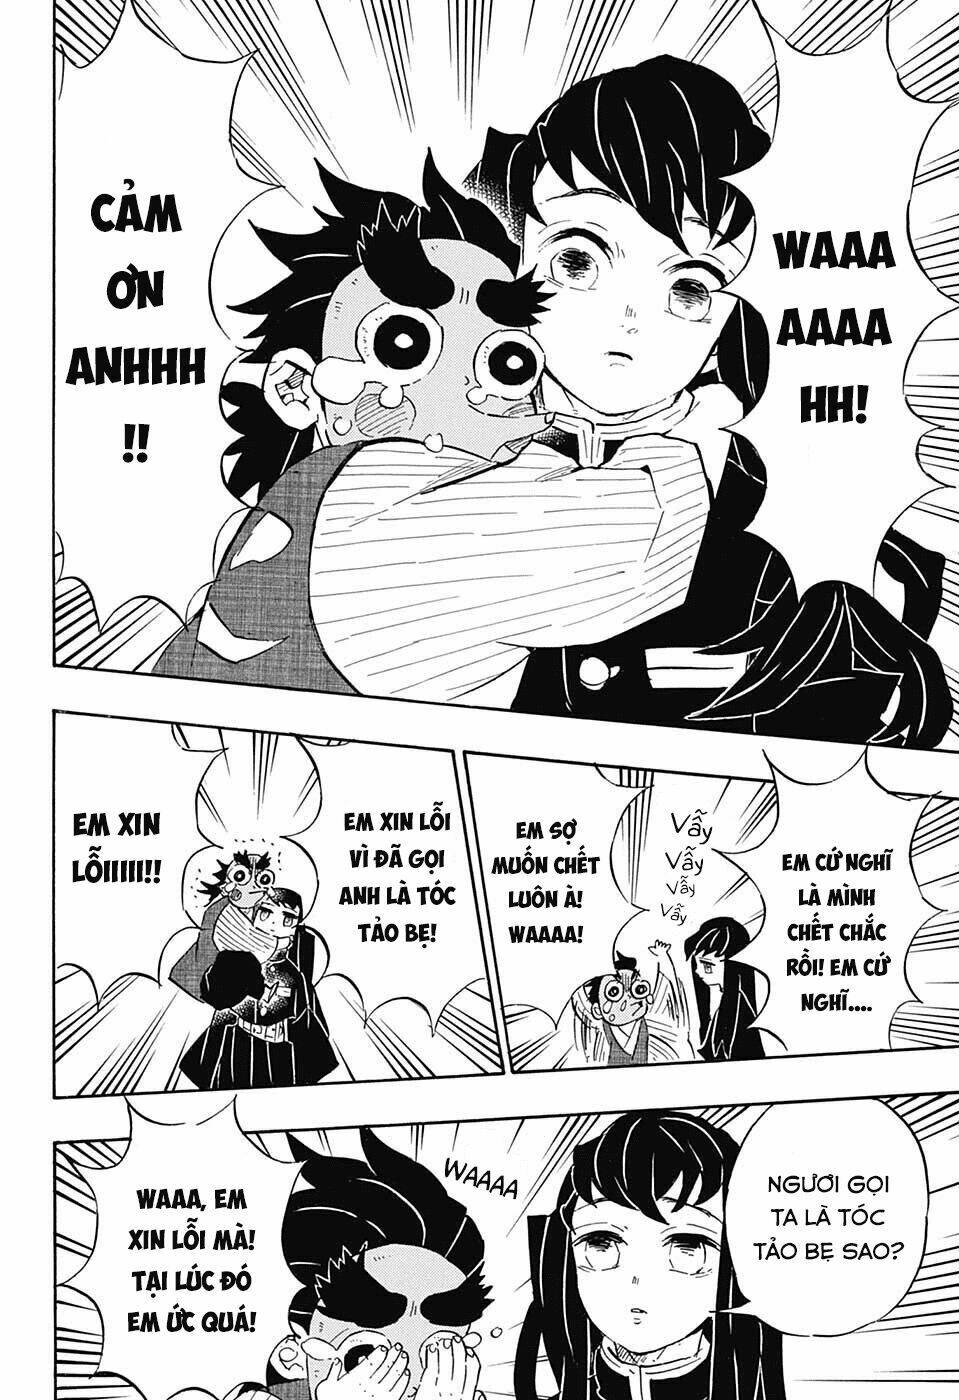 WAAA
AAAA
HH!
CẢM
ƠN
ANHHH
!!
EM CỨ NGHĨ
LÀ MÌNH
CHẾT CHẮC
RỒI! EM CỨ
NGHĨ....
Vẫy
Vẫy
Vẫy
Vẫy
EM SỢ
MUỐN CHẾT
LUÔN À!
WAAAA!
EM XIN LỖI
VÌ ĐÃ GỌI
ANH LÀ TÓC
TẢO BẸ!
EM XIN
LỖIIIII!!
NGƯƠI GỌI
TA LÀ TÓC
TẢO BẸ SAO?
WAAAA
WAAA, EM
XIN LỖI MÀ!
TẠI LÚC ĐÓ
EM ỨC QUÁ!